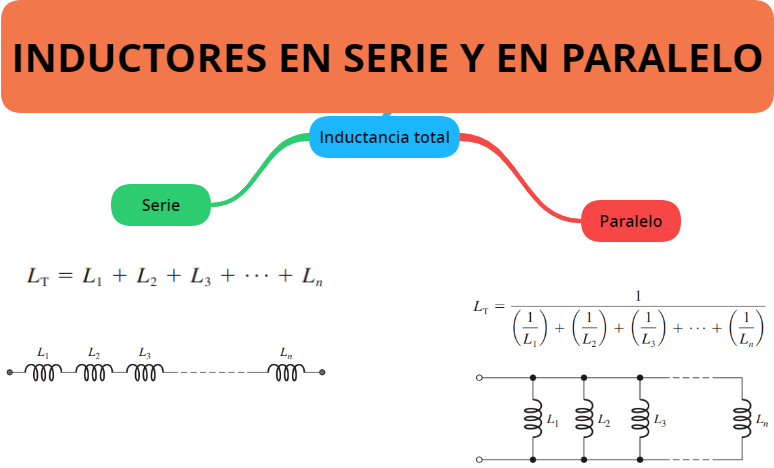 INDUCTORES EN SERIE Y EN PARALELO
Inductancia total
Serie
Paralelo
L_T = L_1 + L_2 + L_3 + ⋯ + L_n
L_T = \frac{1}{\left(\frac{1}{L_1}\right) + \left(\frac{1}{L_2}\right) + \left(\frac{1}{L_3}\right) + ⋯ + \left(\frac{1}{L_n}\right)}
L_1 L_2 L_3 L_n
L_1 L_2 L_3 L_n